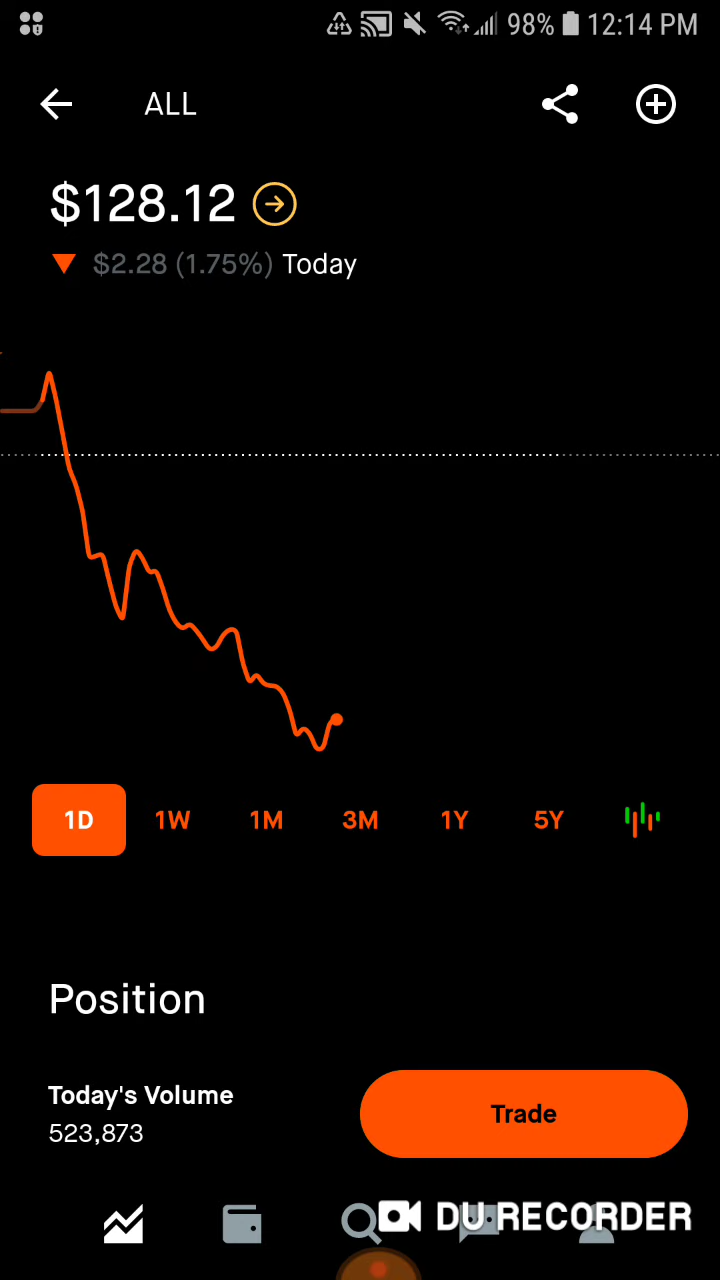 98% 12:14 PM
ALL
$128.12
$2.28 (1.75%) Today
1D 1W 1M 3M 1Y 5Y
Position
Today's Volume
523,873
Trade
DU RECORDER